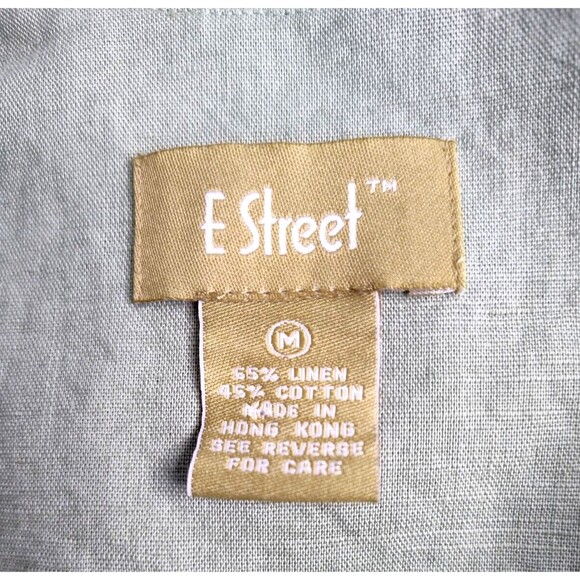 E Street™
M
55% LINEN
45% COTTON
MADE IN
HONG KONG
SEE REVERSE
FOR CARE